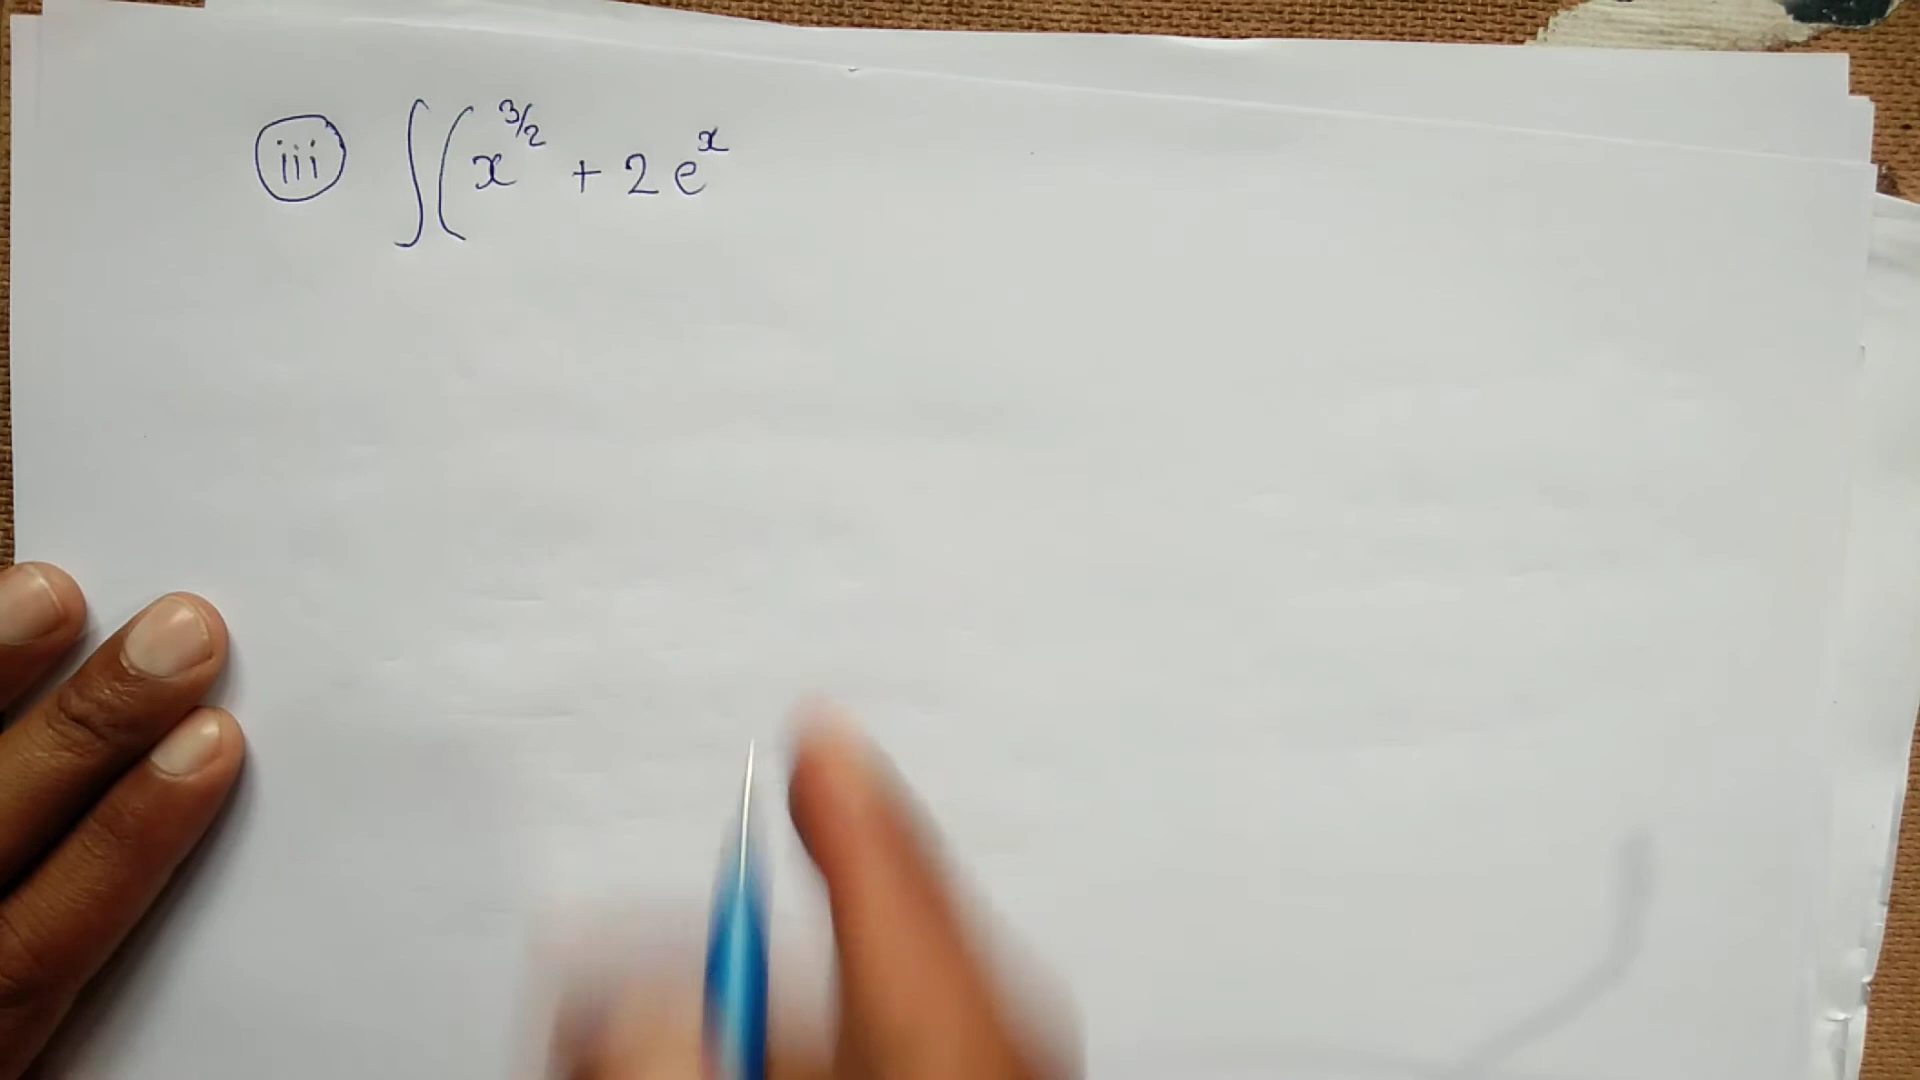 (iii) ∫(x^{3/2} + 2e^x